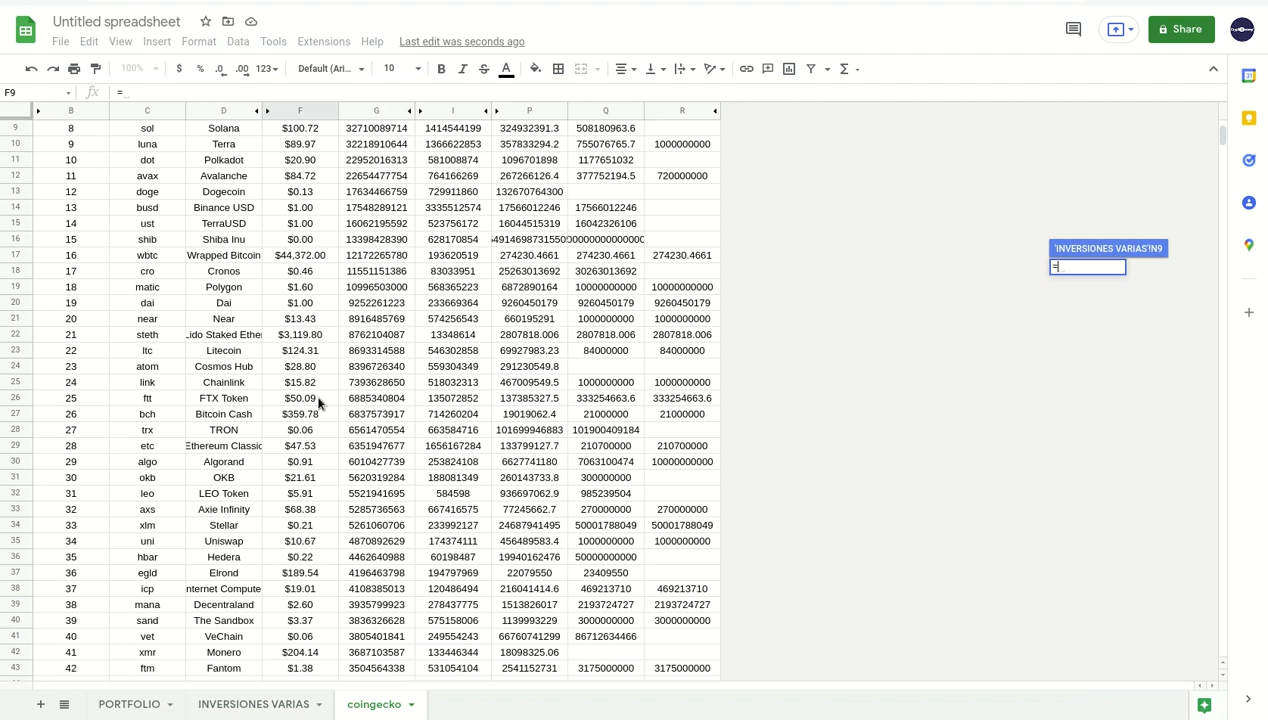 Untitled spreadsheet
File Edit View Insert Format Data Tools Extensions Help Last edit was seconds ago
Share
100% $ % .0 .00 123 Default (Ari... 10 B I S A
F9 fx =
B C D F G I P Q R
9 8 sol Solana $100.72 32710089714 1414544199 324932391.3 508180963.6
10 9 luna Terra $89.97 32218910644 1366622853 357833294.2 755076765.7 1000000000
11 10 dot Polkadot $20.90 22952016313 581008874 1096701898 1177651032
12 11 avax Avalanche $84.72 22654477754 764166269 267266126.4 377752194.5 720000000
13 12 doge Dogecoin $0.13 17634466759 729911860 132670764300
14 13 busd Binance USD $1.00 17548289121 3335512574 17566012246 17566012246
15 14 ust TerraUSD $1.00 16062195592 523756172 16044515319 16042326106
16 15 shib Shiba Inu $0.00 13398428390 628170854
'INVERSIONES VARIAS'!N9
17 16 wbtc Wrapped Bitcoin $44,372.00 12172265780 193620519 274230.4661 274230.4661 274230.4661
=
18 17 cro Cronos $0.46 11551151386 83033951 25263013692 30263013692
19 18 matic Polygon $1.60 10996503000 568365223 6872890164 10000000000 10000000000
20 19 dai Dai $1.00 9252261223 233669364 9260450179 9260450179 9260450179
21 20 near Near $13.43 8916485769 574256543 660195291 1000000000 1000000000
22 21 steth Lido Staked Ether $3,119.80 8762104087 13348614 2807818.006 2807818.006 2807818.006
23 22 ltc Litecoin $124.31 8693314588 546302858 69927983.23 84000000 84000000
24 23 atom Cosmos Hub $28.80 8396726340 559304349 291230549.8
25 24 link Chainlink $15.82 7393628650 518032313 467009549.5 1000000000 1000000000
26 25 ftt FTX Token $50.09 6885340804 135072852 137385327.5 333254663.6 333254663.6
27 26 bch Bitcoin Cash $359.78 6837573917 714260204 19019062.4 21000000 21000000
28 27 trx TRON $0.06 6561470554 663584716 101699946883 101900409184
29 28 etc Ethereum Classic $47.53 6351947677 1656167284 133799127.7 210700000 210700000
30 29 algo Algorand $0.91 6010427739 253824108 6627741180 7063100474 10000000000
31 30 okb OKB $21.61 5620319284 188081349 260143733.8 300000000
32 31 leo LEO Token $5.91 5521941695 584598 936697062.9 985239504
33 32 axs Axie Infinity $68.38 5285736563 667416575 77245662.7 270000000 270000000
34 33 xlm Stellar $0.21 5261060706 233992127 24687941495 50001788049 50001788049
35 34 uni Uniswap $10.67 4870892629 174374111 456489583.4 1000000000 1000000000
36 35 hbar Hedera $0.22 4462640988 60198487 19940162476 50000000000
37 36 egld Elrond $189.54 4196463798 194797969 22079550 23409550
38 37 icp nternet Compute $19.01 4108385013 120486494 216041414.6 469213710 469213710
39 38 mana Decentraland $2.60 3935799923 278437775 1513826017 2193724727 2193724727
40 39 sand The Sandbox $3.37 3836326628 575158006 1139993229 3000000000 3000000000
41 40 vet VeChain $0.06 3805401841 249554243 66760741299 86712634466
42 41 xmr Monero $204.14 3687103587 133446344 18098325.06
43 42 ftm Fantom $1.38 3504564338 531054104 2541152731 3175000000 3175000000
PORTFOLIO INVERSIONES VARIAS coingecko